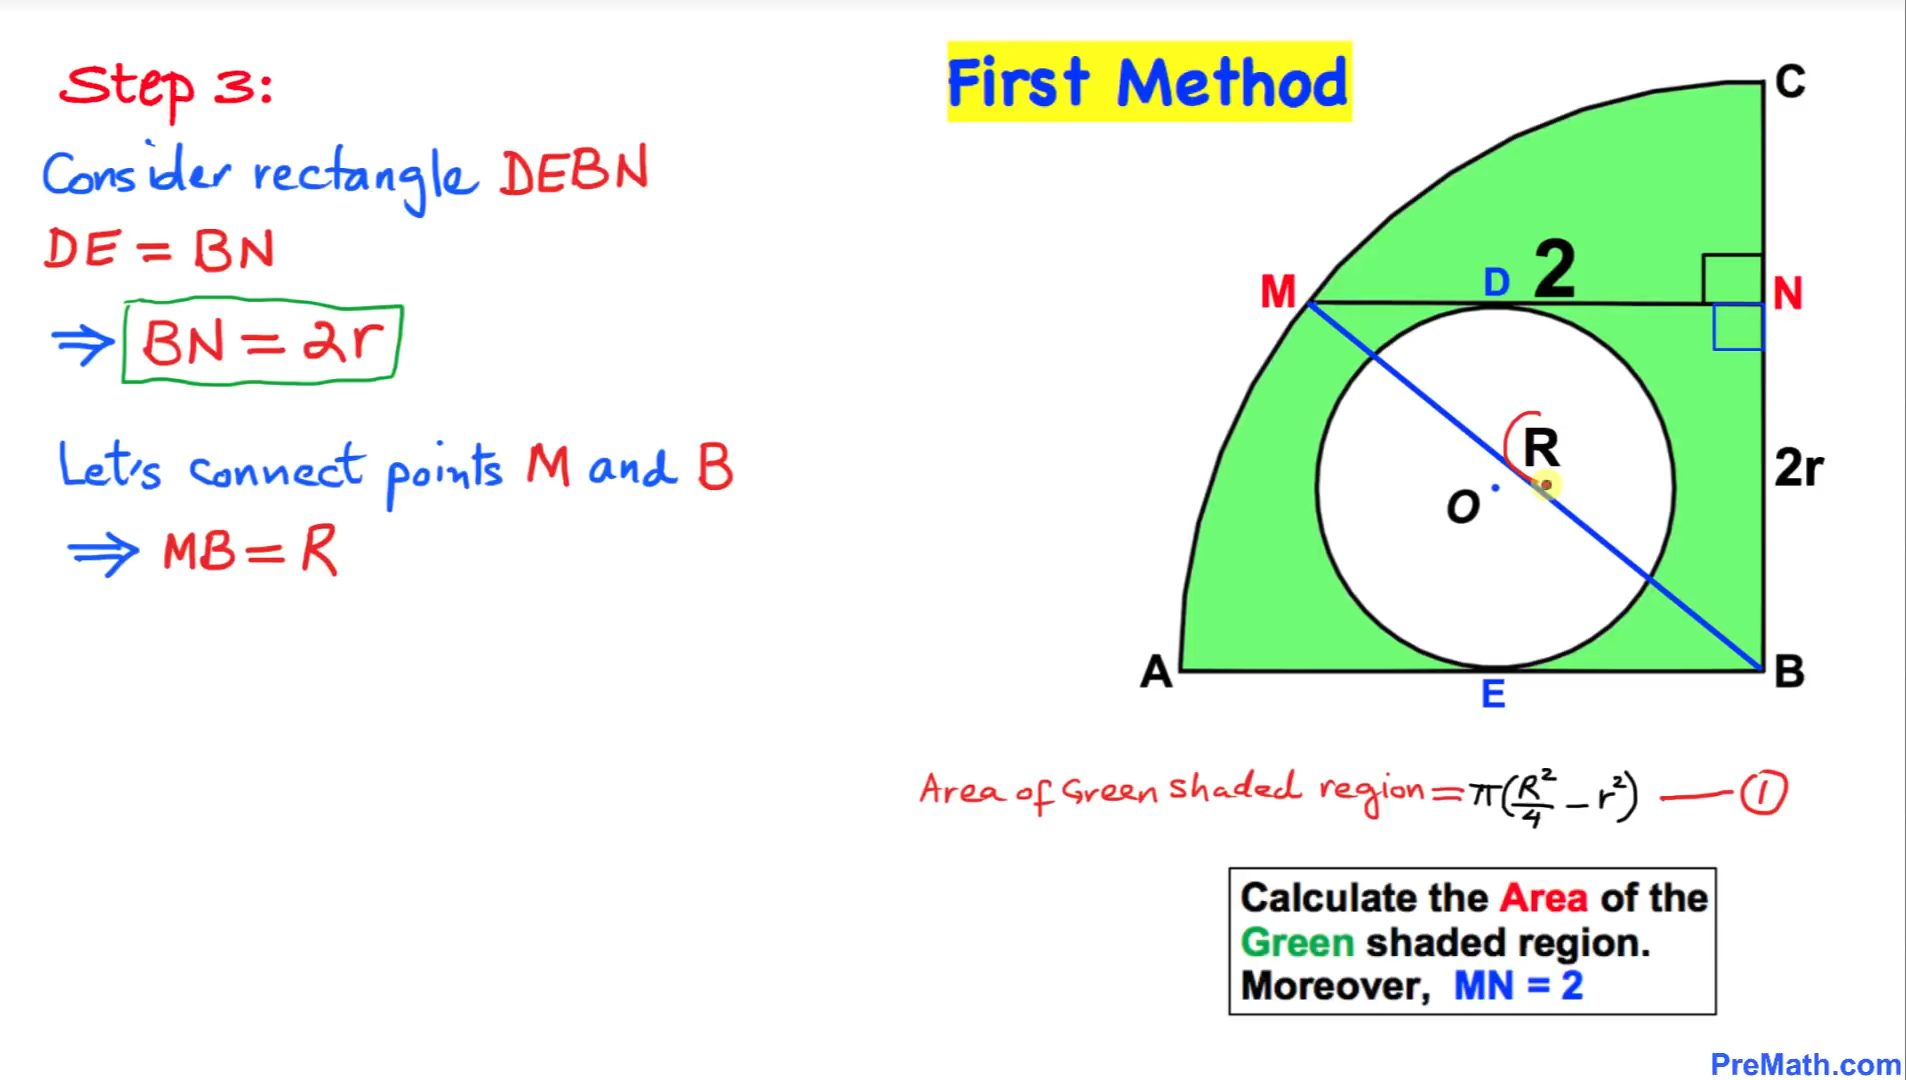 Step 3:
Consider rectangle DEBN
DE = BN
⇒ BN = 2r
Let's connect points M and B
⇒ MB = R
First Method
C
M
D
2
N
R
O
2r
A
E
B
Area of Green shaded region = π(R²/4 − r²) — ①
Calculate the Area of the
Green shaded region.
Moreover, MN = 2
PreMath.com